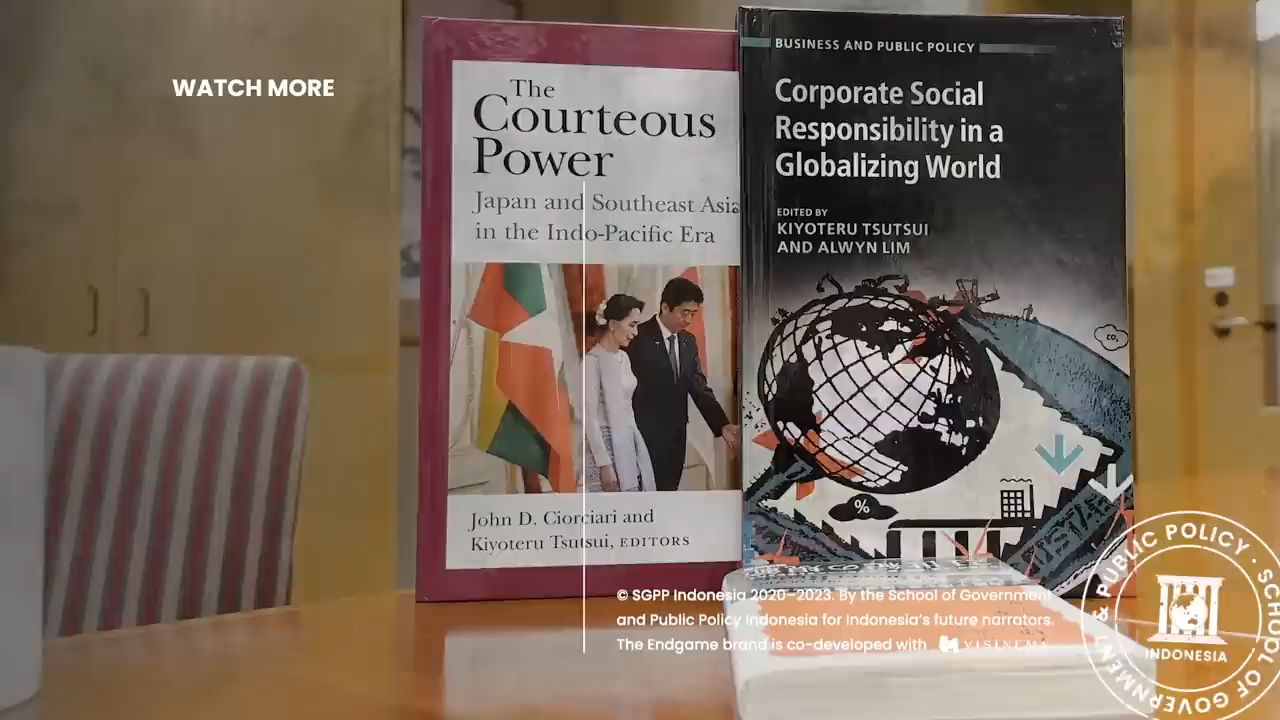 WATCH MORE
The
Courteous
Power
Japan and Southeast Asia
in the Indo-Pacific Era
John D. Ciorciari and
Kiyoteru Tsutsui, EDITORS
BUSINESS AND PUBLIC POLICY
Corporate Social
Responsibility in a
Globalizing World
EDITED BY
KIYOTERU TSUTSUI
AND ALWYN LIM
CO₂
%
© SGPP Indonesia 2020–2023. By the School of Government
and Public Policy Indonesia for Indonesia's future narrators.
The Endgame brand is co-developed with VISINEMA
SCHOOL OF GOVERNMENT & PUBLIC POLICY
INDONESIA